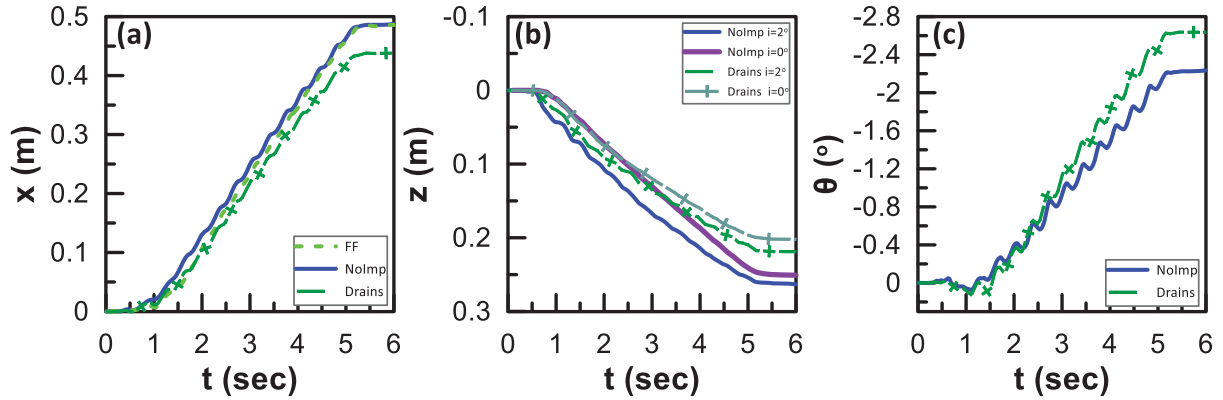 (a)
0.5
0.4
0.3
0.2
0.1
0
x (m)
FF
NoImp
Drains
0 1 2 3 4 5 6
t (sec)
(b)
-0.1
0
0.1
0.2
0.3
z (m)
NoImp i=2°
NoImp i=0°
Drains i=2°
Drains i=0°
0 1 2 3 4 5 6
t (sec)
(c)
-2.8
-2.4
-2
-1.6
-1.2
-0.8
-0.4
0
θ (°)
NoImp
Drains
0 1 2 3 4 5 6
t (sec)